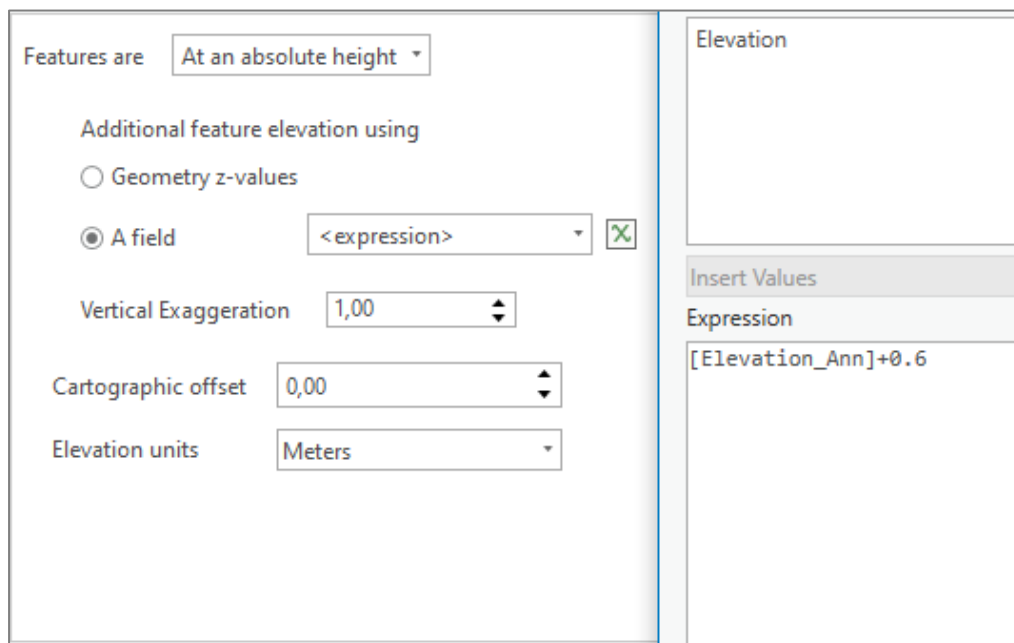 Features are At an absolute height
Additional feature elevation using
Geometry z-values
A field <expression>
Vertical Exaggeration 1,00
Cartographic offset 0,00
Elevation units Meters
Elevation
Insert Values
Expression
[Elevation_Ann]+0.6